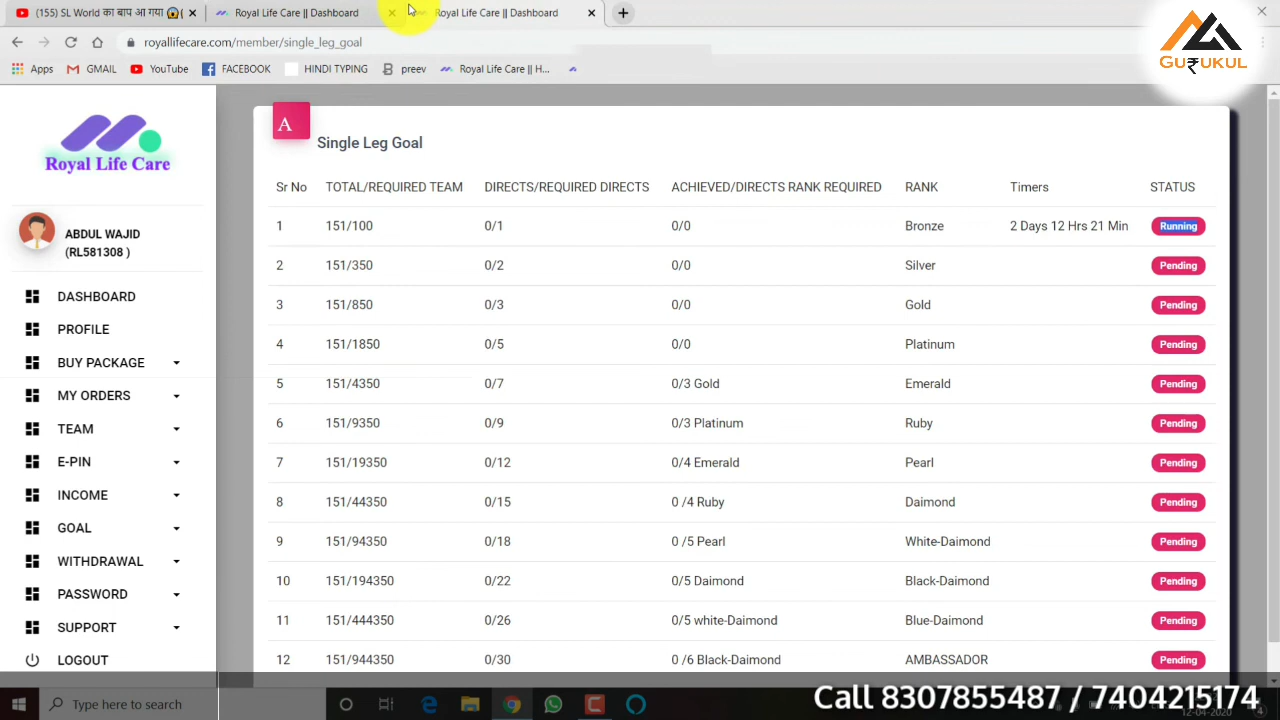 (155) SL World का बाप आ गया 😱(
Royal Life Care || Dashboard
Royal Life Care || Dashboard
royallifecare.com/member/single_leg_goal
Apps
GMAIL
YouTube
FACEBOOK
HINDI TYPING
preev
Royal Life Care || L...
GURUKUL
Royal Life Care
ABDUL WAJID
(RL581308 )
DASHBOARD
PROFILE
BUY PACKAGE
MY ORDERS
TEAM
E-PIN
INCOME
GOAL
WITHDRAWAL
PASSWORD
SUPPORT
LOGOUT
A
Single Leg Goal
Sr No TOTAL/REQUIRED TEAM DIRECTS/REQUIRED DIRECTS ACHIEVED/DIRECTS RANK REQUIRED RANK Timers STATUS
1 151/100 0/1 0/0 Bronze 2 Days 12 Hrs 21 Min Running
2 151/350 0/2 0/0 Silver Pending
3 151/850 0/3 0/0 Gold Pending
4 151/1850 0/5 0/0 Platinum Pending
5 151/4350 0/7 0/3 Gold Emerald Pending
6 151/9350 0/9 0/3 Platinum Ruby Pending
7 151/19350 0/12 0/4 Emerald Pearl Pending
8 151/44350 0/15 0 /4 Ruby Daimond Pending
9 151/94350 0/18 0 /5 Pearl White-Daimond Pending
10 151/194350 0/22 0/5 Daimond Black-Daimond Pending
11 151/444350 0/26 0/5 white-Daimond Blue-Daimond Pending
12 151/944350 0/30 0 /6 Black-Daimond AMBASSADOR Pending
Type here to search
Call 8307855487 / 7404215174
12-04-2020